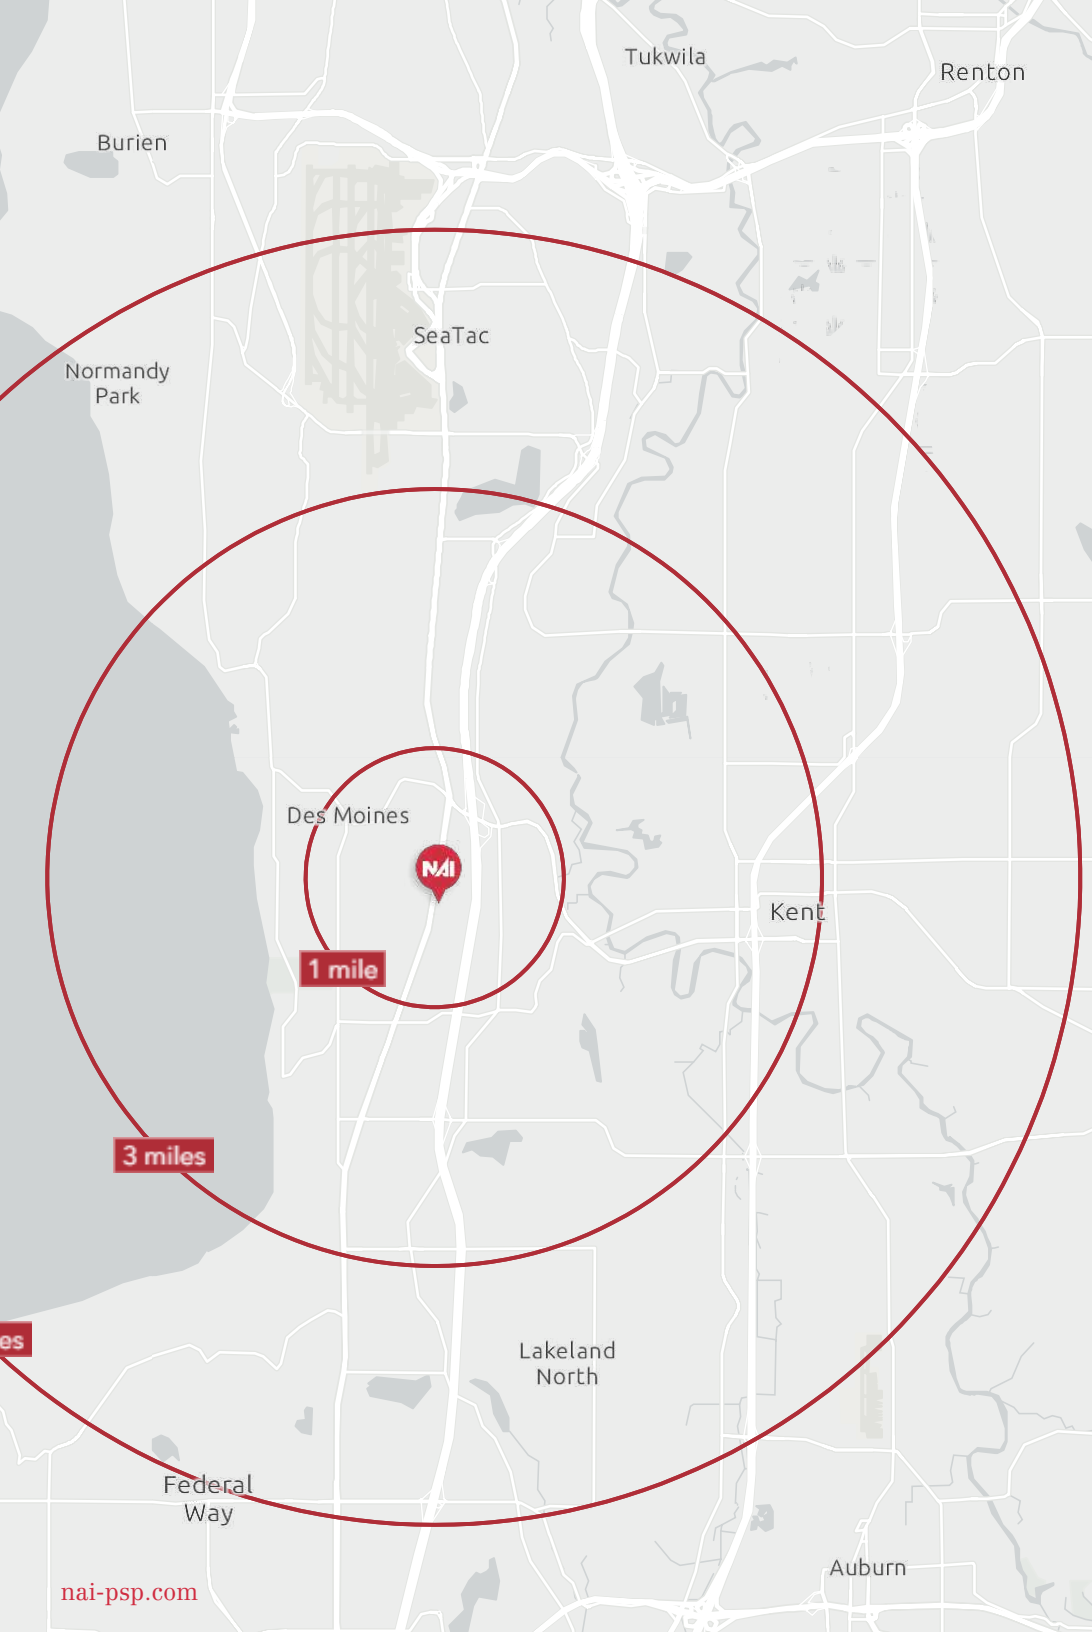 Tukwila
Renton
Burien
SeaTac
Normandy
Park
Des Moines
NAI
Kent
1 mile
3 miles
es
Lakeland
North
Federal
Way
Auburn
nai-psp.com